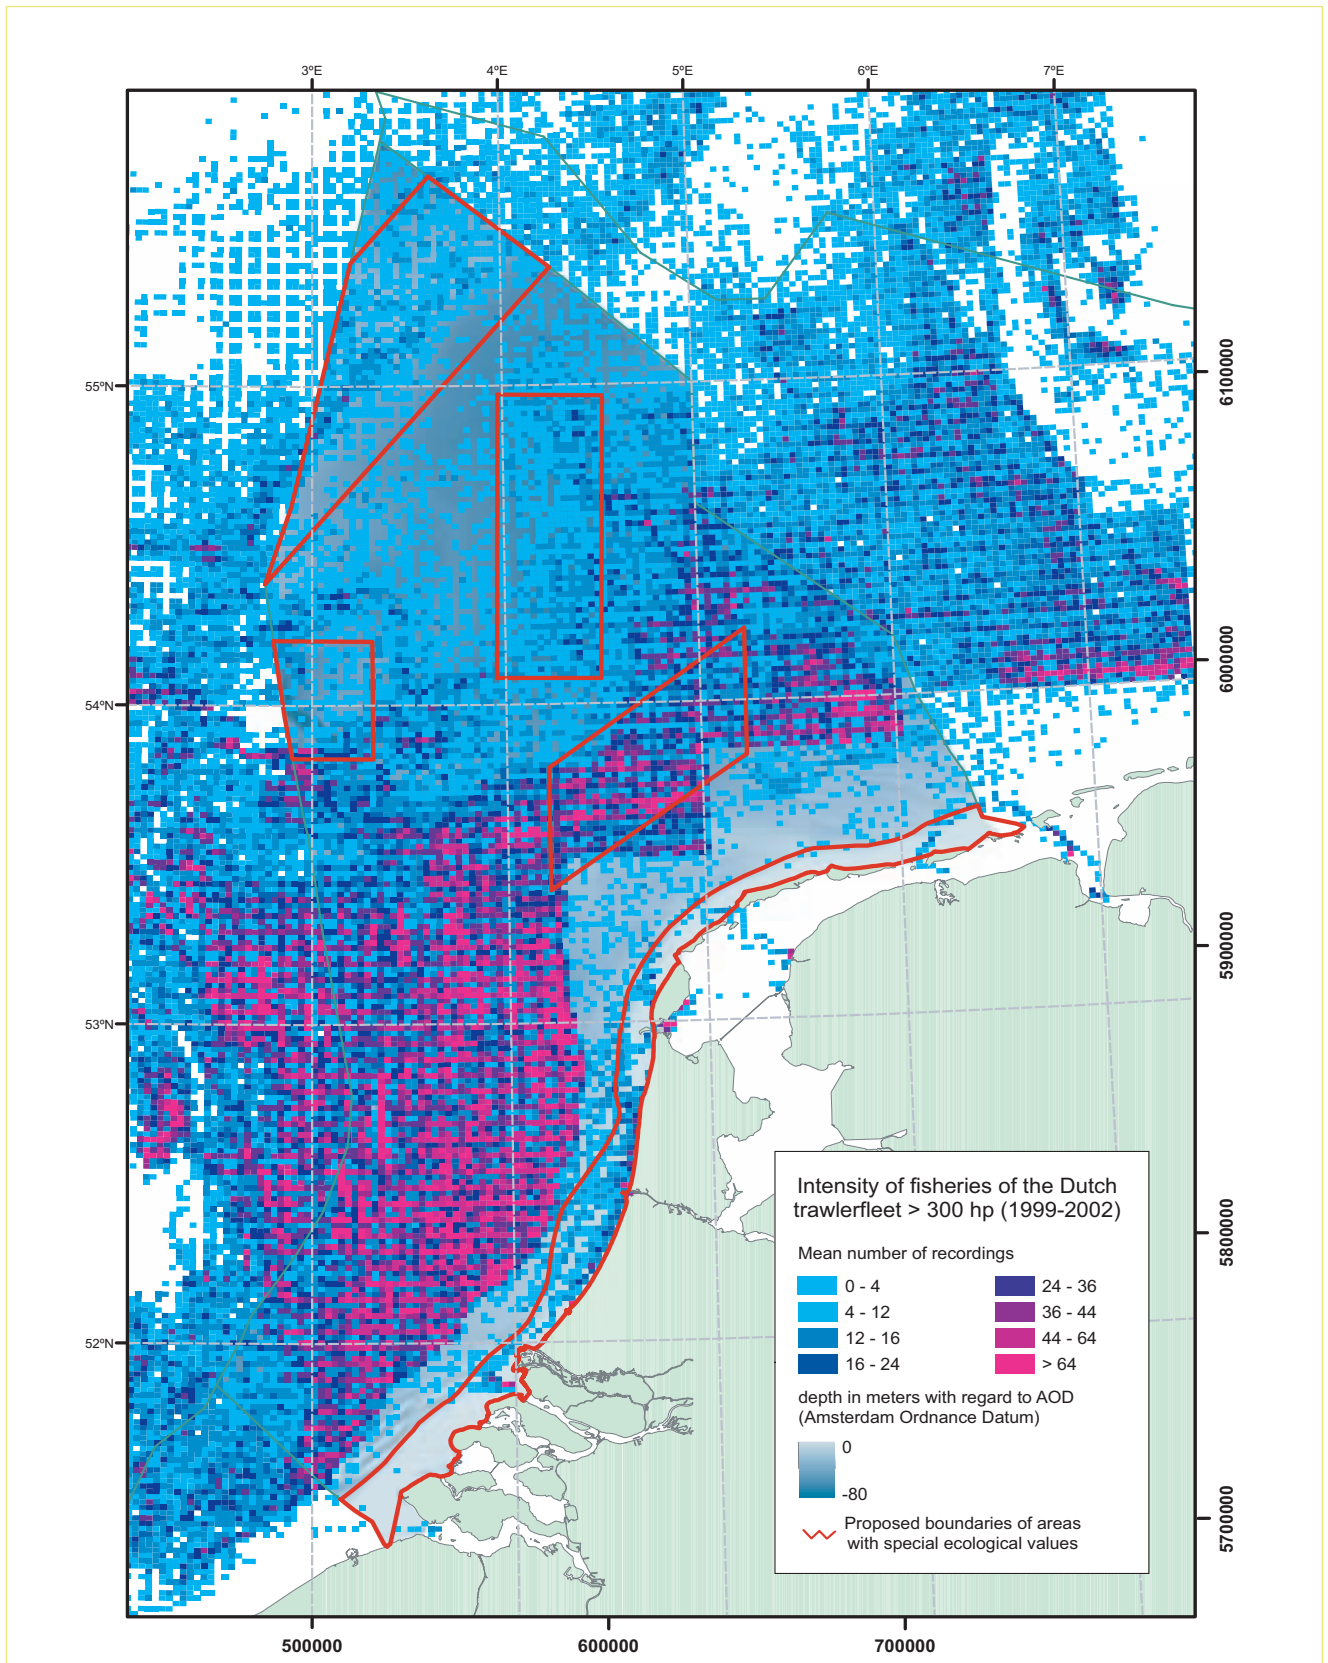 3ºE 4ºE 5ºE 6ºE 7ºE
55ºN
54ºN
53ºN
52ºN
6100000
6000000
5900000
5800000
5700000
Intensity of fisheries of the Dutch
trawlerfleet > 300 hp (1999-2002)
Mean number of recordings
0 - 4
4 - 12
12 - 16
16 - 24
24 - 36
36 - 44
44 - 64
> 64
depth in meters with regard to AOD
(Amsterdam Ordnance Datum)
0
-80
Proposed boundaries of areas
with special ecological values
500000 600000 700000